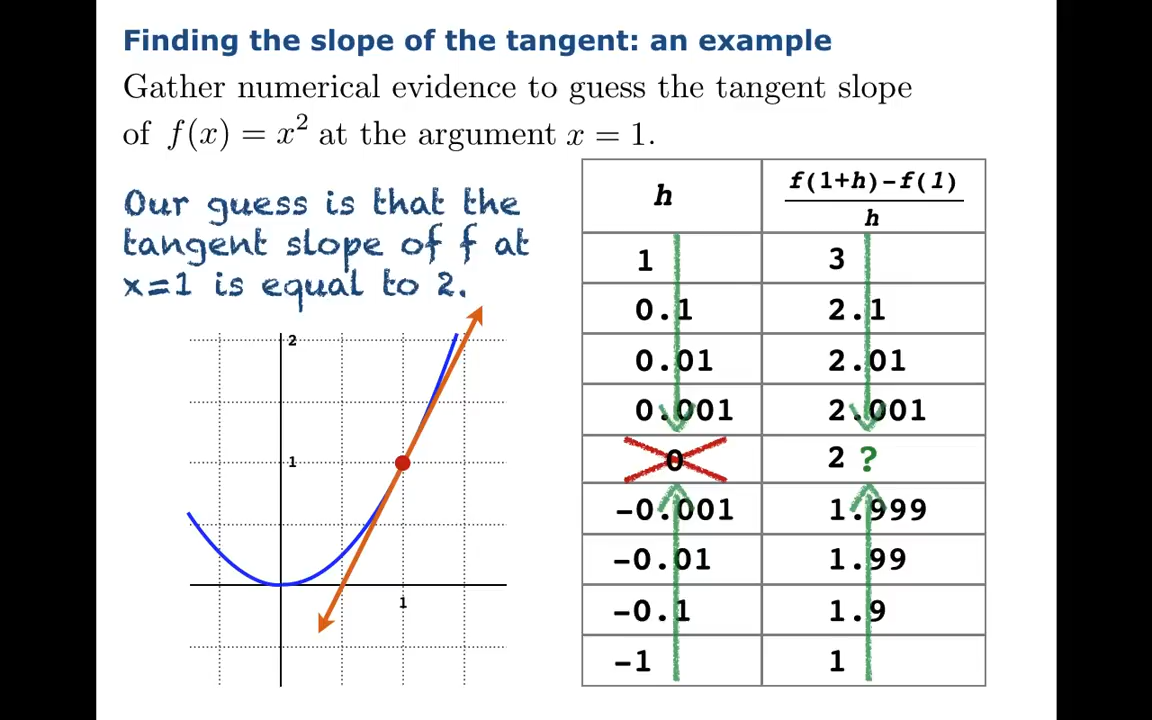 Finding the slope of the tangent: an example
Gather numerical evidence to guess the tangent slope
of f(x) = x² at the argument x = 1.
Our guess is that the
tangent slope of f at
x=1 is equal to 2.
2
1
1
h f(1+h)-f(1)
h
1 3
0.1 2.1
0.01 2.01
0.001 2.001
0 2 ?
-0.001 1.999
-0.01 1.99
-0.1 1.9
-1 1